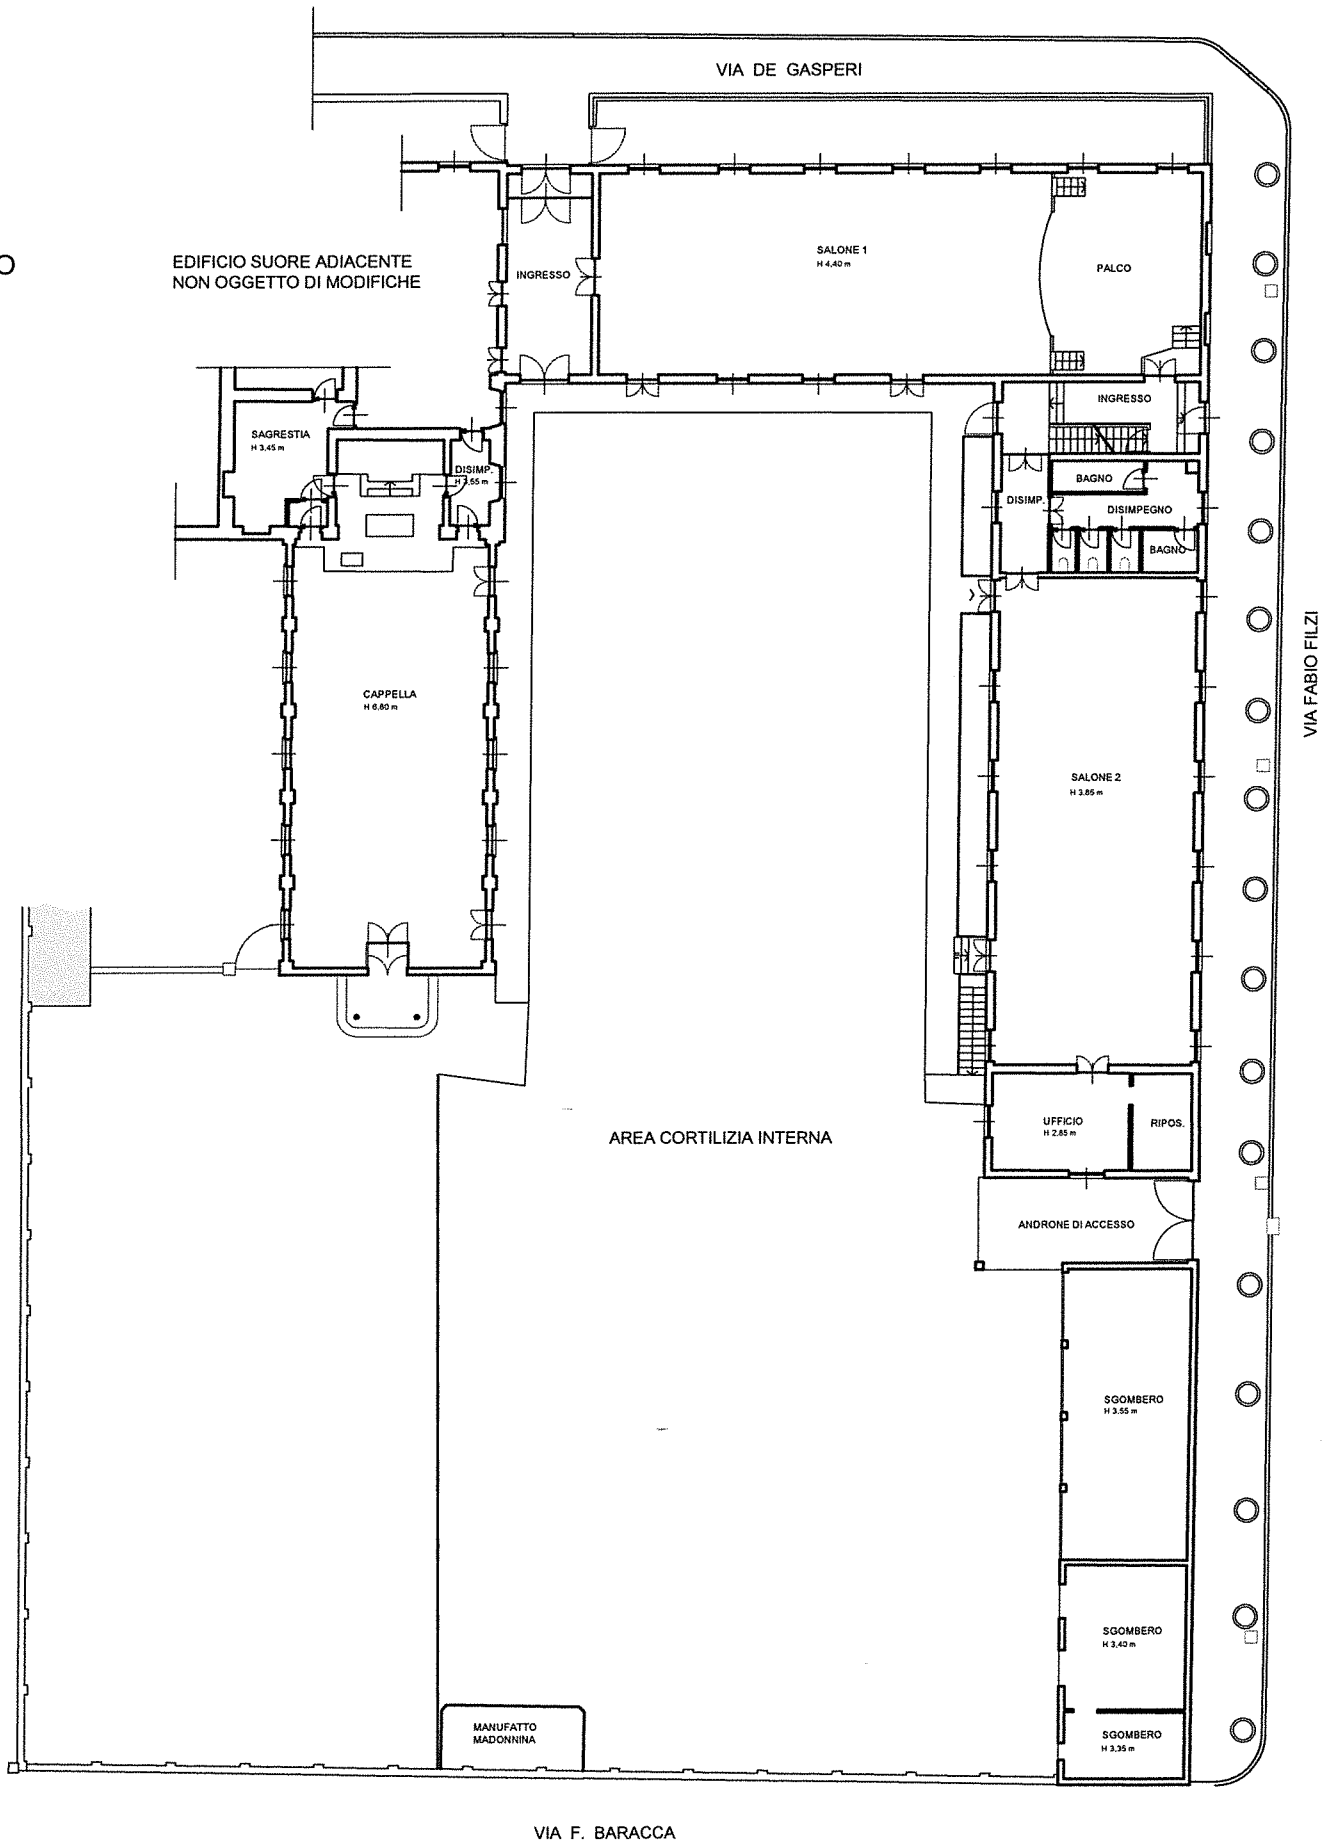 VIA DE GASPERI
O
EDIFICIO SUORE ADIACENTE
NON OGGETTO DI MODIFICHE
INGRESSO
SALONE 1
H 4,40 m
PALCO
INGRESSO
SAGRESTIA
H 3,45 m
DISIMP.
H 3,55 m
BAGNO
DISIMP.
DISIMPEGNO
BAGNO
VIA FABIO FILZI
CAPPELLA
H 6,80 m
SALONE 2
H 3.85 m
UFFICIO
H 2.85 m
RIPOS.
AREA CORTILIZIA INTERNA
ANDRONE DI ACCESSO
SGOMBERO
H 3.55 m
SGOMBERO
H 3,40 m
MANUFATTO
MADONNINA
SGOMBERO
H 3,35 m
VIA F. BARACCA